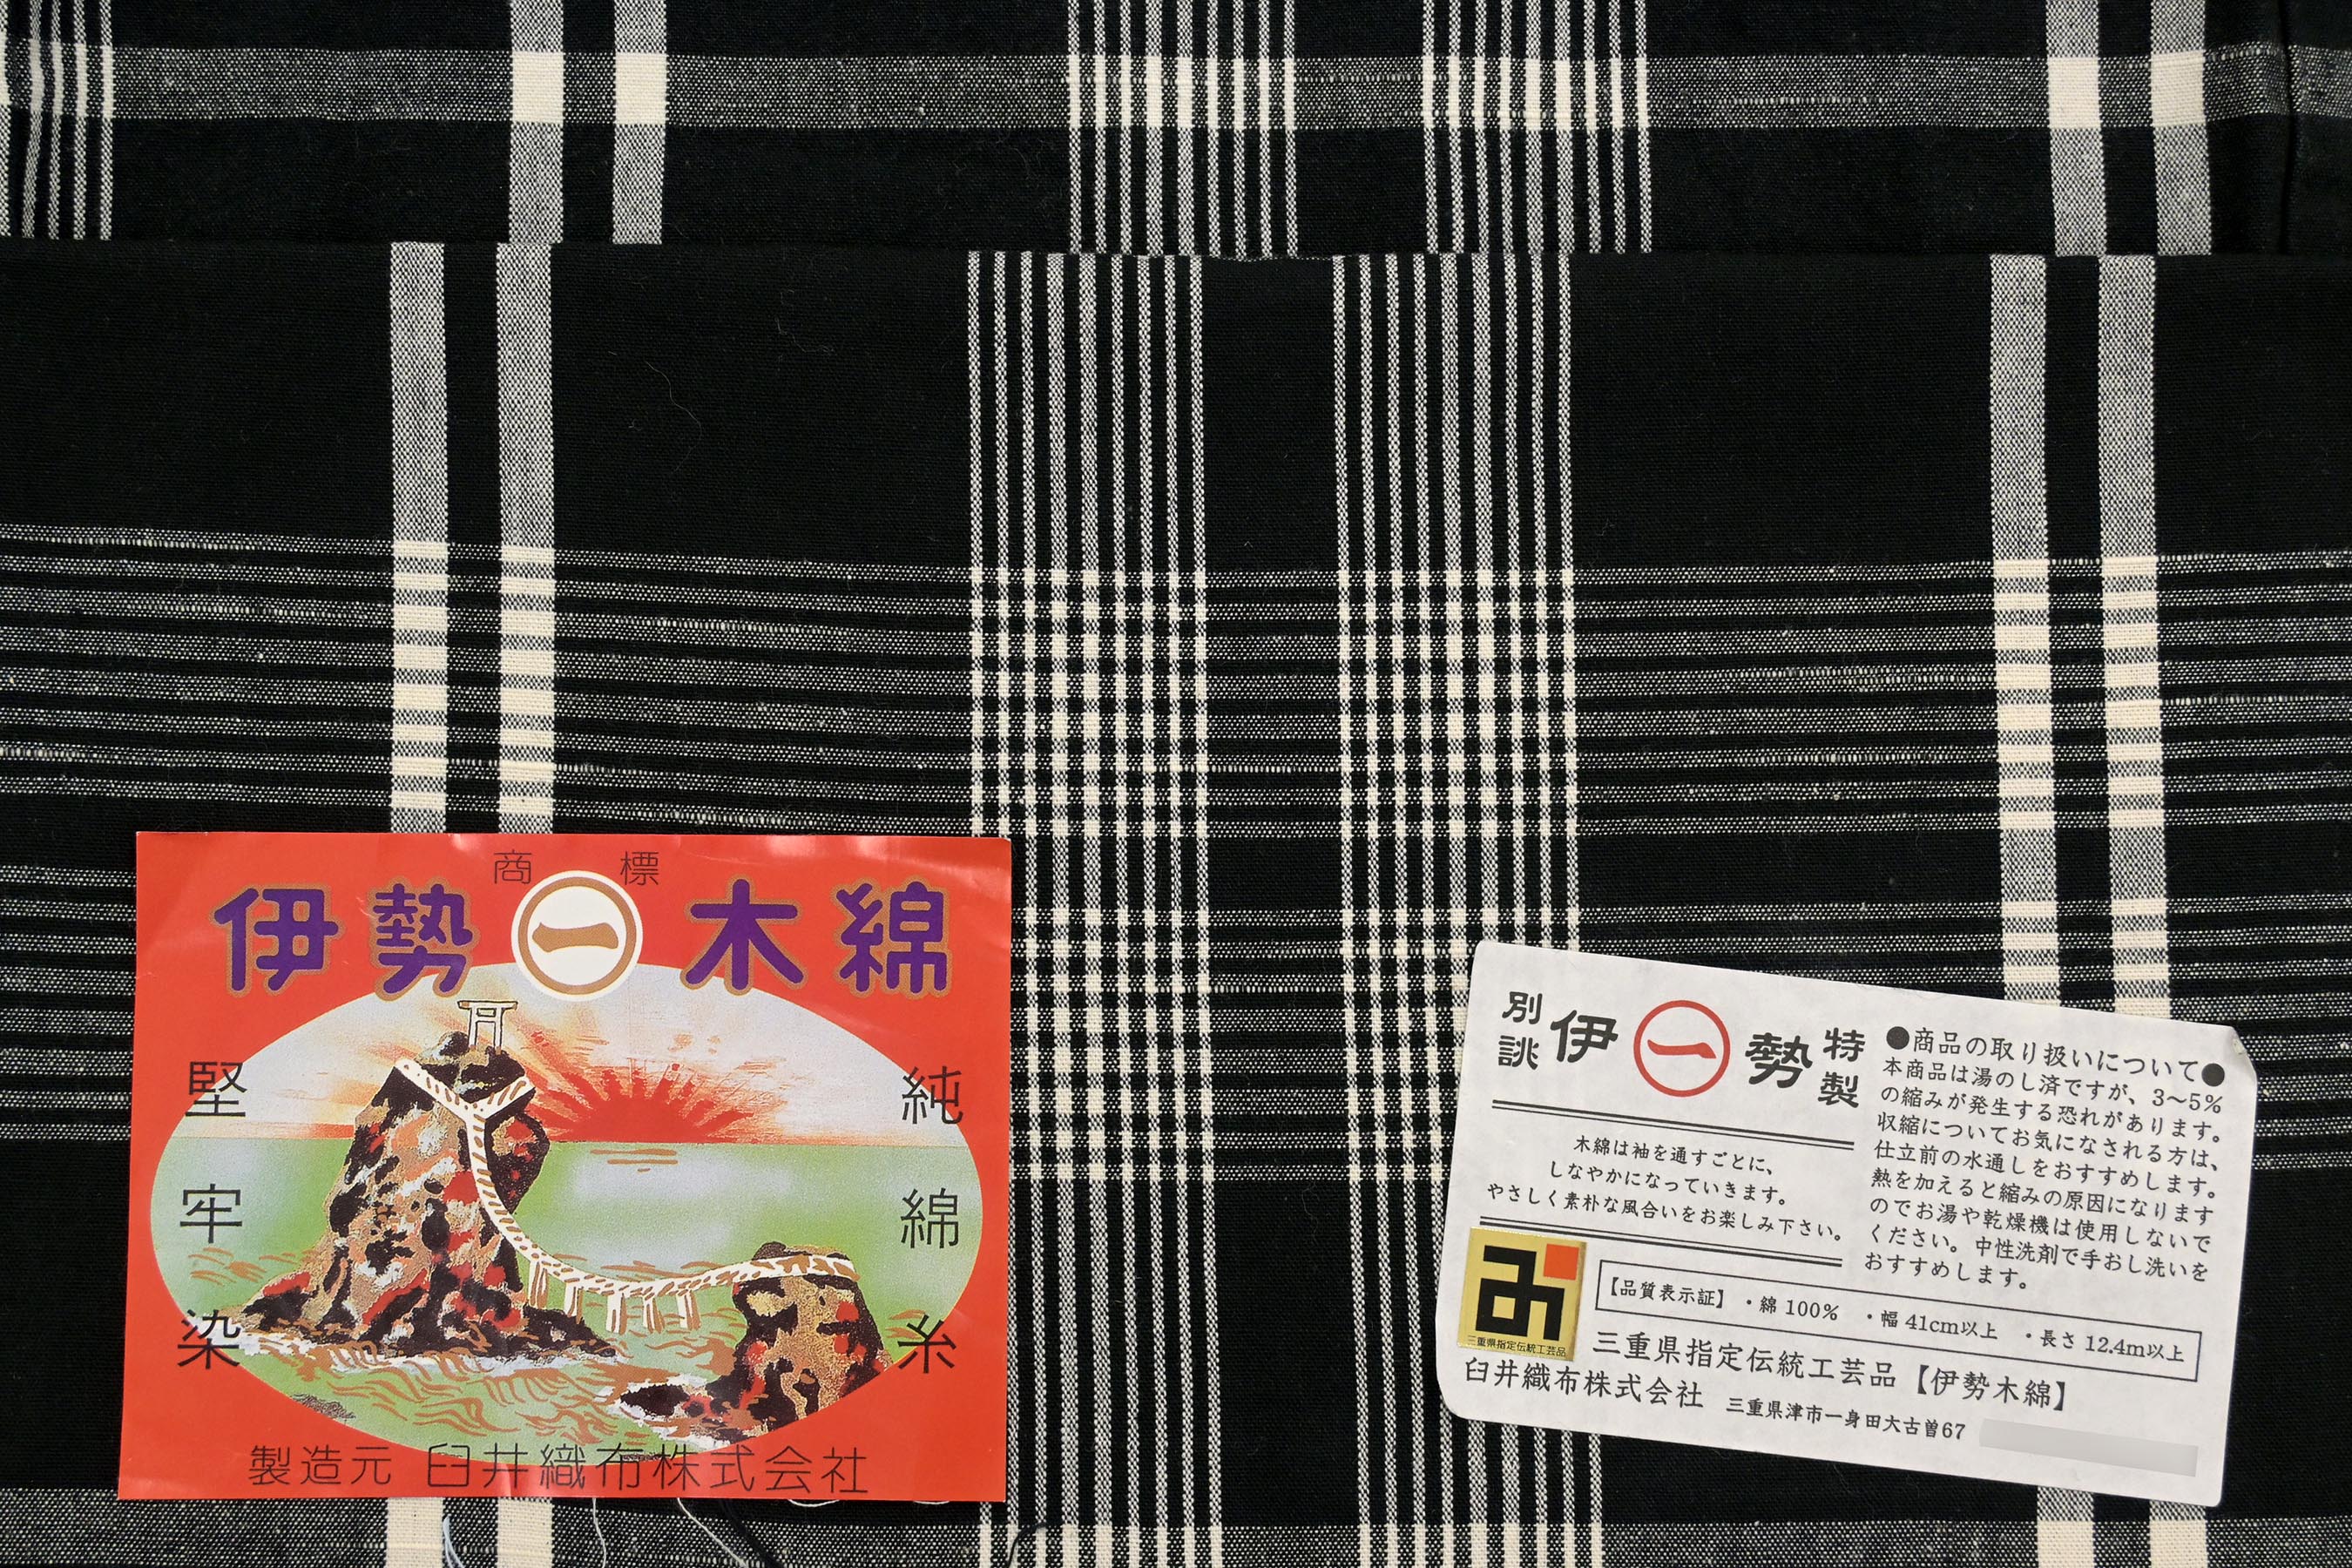 商標
伊勢 一 木綿
堅牢染
純綿糸
製造元 臼井織布株式会社
別誂 伊 一 勢 特製
木綿は袖を通すごとに、
しなやかになっていきます。
やさしく素朴な風合いをお楽しみ下さい。
●商品の取り扱いについて●
本商品は湯のし済ですが、3〜5%
の縮みが発生する恐れがあります。
収縮についてお気になされる方は、
仕立前の水通しをおすすめします。
熱を加えると縮みの原因になります
のでお湯や乾燥機は使用しないで
ください。中性洗剤で手おし洗いを
おすすめします。
【品質表示証】 ・綿 100% ・幅 41cm以上 ・長さ 12.4m以上
三重県指定伝統工芸品
三重県指定伝統工芸品【伊勢木綿】
臼井織布株式会社 三重県津市一身田大古曽67